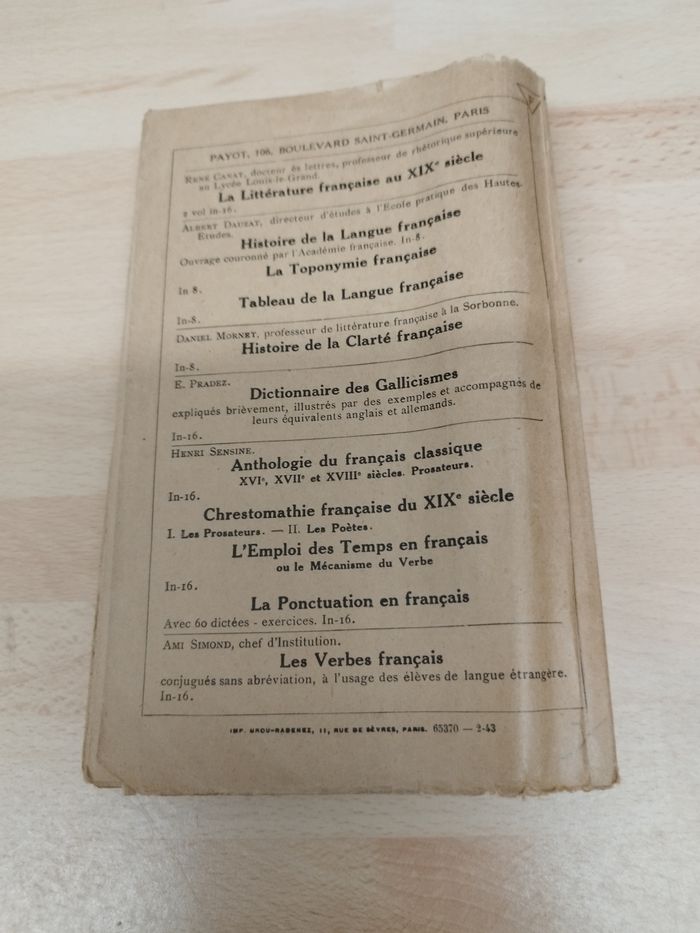 PAYOT, 106, BOULEVARD SAINT-GERMAIN, PARIS
RENÉ CANAT, docteur ès lettres, professeur de rhétorique supérieure
au Lycée Louis-le-Grand.
La Littérature française au XIXe siècle
2 vol in-16.
ALBERT DAUZAT, directeur d'études à l'Ecole pratique des Hautes
Etudes.
Histoire de la Langue française
Ouvrage couronné par l'Académie française. In-8.
La Toponymie française
In 8.
Tableau de la Langue française
In-8.
DANIEL MORNET, professeur de littérature française à la Sorbonne.
Histoire de la Clarté française
In-8.
E. PRADEZ.
Dictionnaire des Gallicismes
expliqués brièvement, illustrés par des exemples et accompagnés de
leurs équivalents anglais et allemands.
In-16.
HENRI SENSINE.
Anthologie du français classique
XVIe, XVIIe et XVIIIe siècles. Prosateurs.
In-16.
Chrestomathie française du XIXe siècle
I. Les Prosateurs. — II. Les Poètes.
L'Emploi des Temps en français
ou le Mécanisme du Verbe
In-16.
La Ponctuation en français
Avec 60 dictées - exercices. In-16.
AMI SIMOND, chef d'Institution.
Les Verbes français
conjugués sans abréviation, à l'usage des élèves de langue étrangère.
In-16.
IMP. GROU-RADENEZ, 11, RUE DE SÈVRES, PARIS. 65370 — 2-43